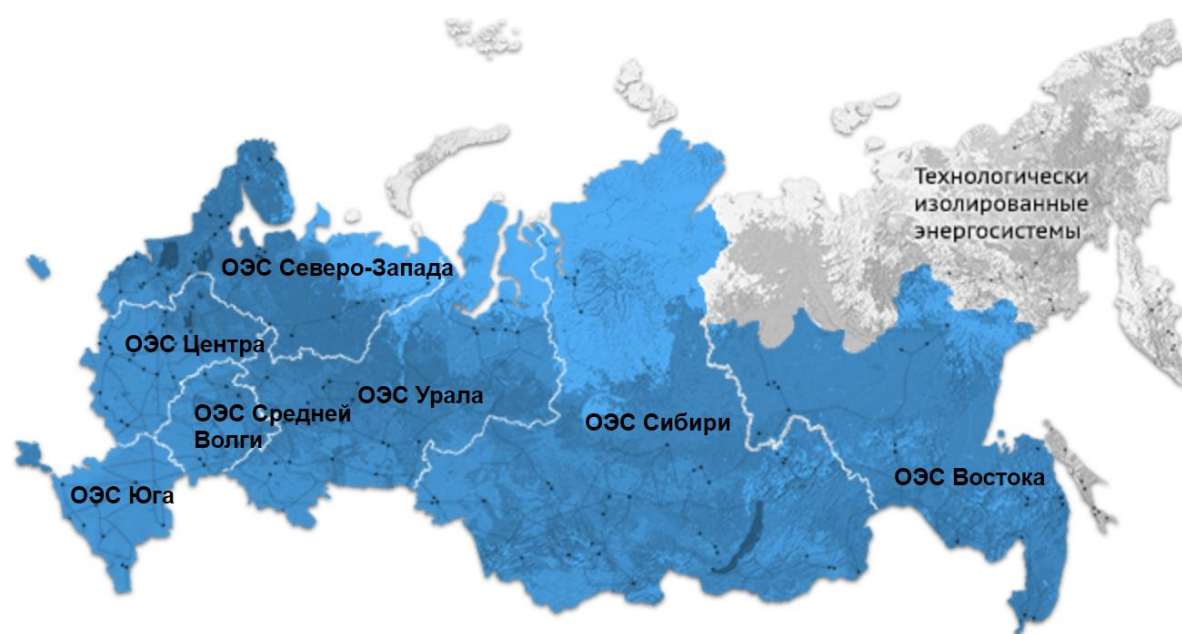 Технологически
изолированные
энергосистемы
ОЭС Северо-Запада
ОЭС Центра
ОЭС Урала
ОЭС Средней
Волги
ОЭС Сибири
ОЭС Востока
ОЭС Юга